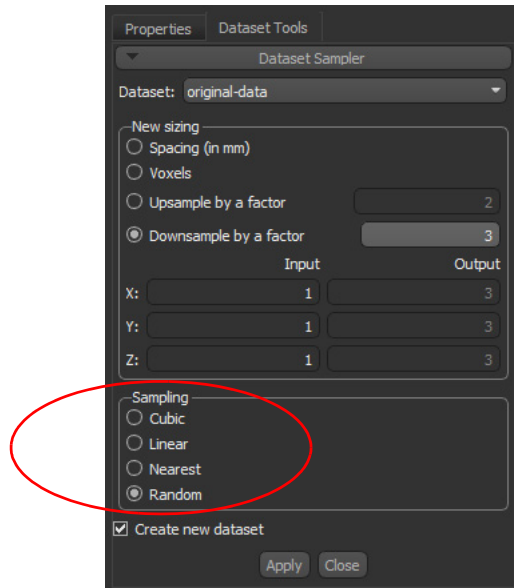 Properties Dataset Tools
Dataset Sampler
Dataset: original-data
New sizing
Spacing (in mm)
Voxels
Upsample by a factor 2
Downsample by a factor 3
Input Output
X: 1 3
Y: 1 3
Z: 1 3
Sampling
Cubic
Linear
Nearest
Random
Create new dataset
Apply Close